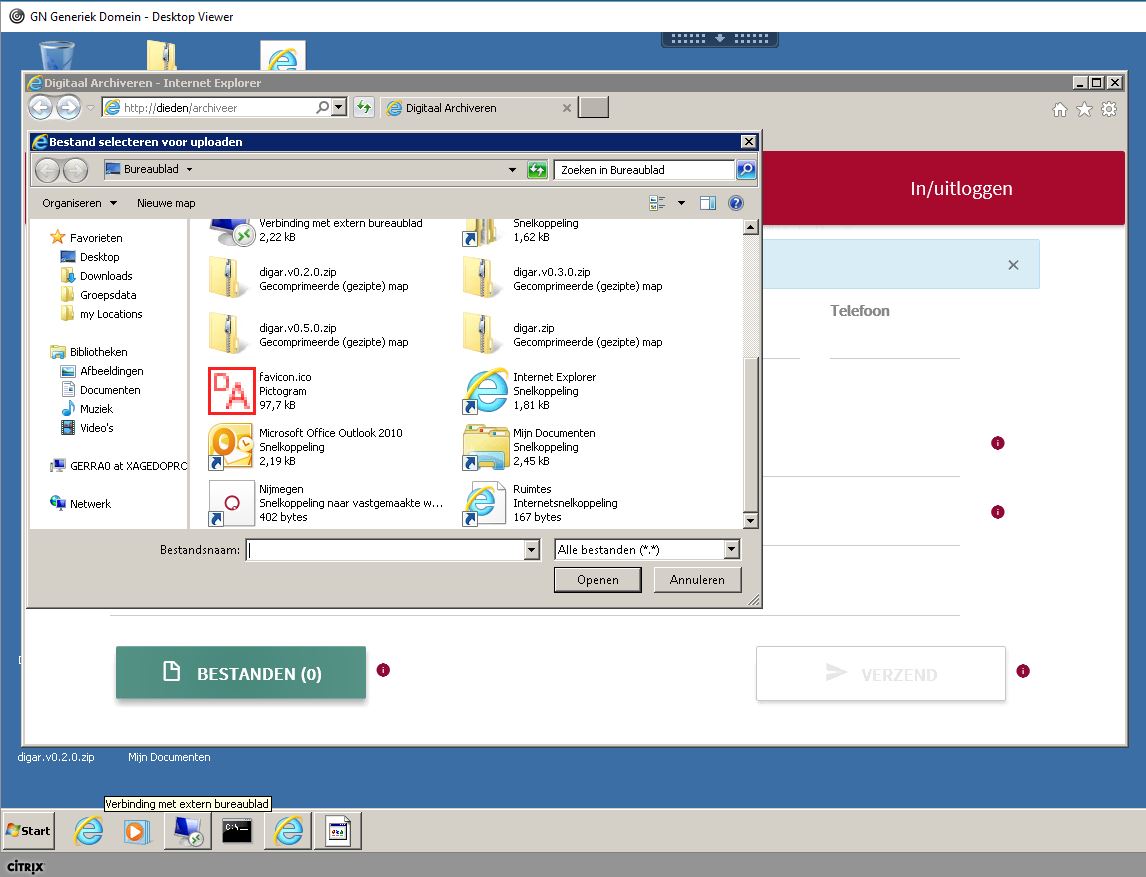 GN Generiek Domein - Desktop Viewer
Digitaal Archiveren - Internet Explorer
http://dieden/archiveer
Digitaal Archiveren
Bestand selecteren voor uploaden
Bureaublad
Zoeken in Bureaublad
In/uitloggen
Organiseren
Nieuwe map
Favorieten
Desktop
Downloads
Groepsdata
my Locations
Bibliotheken
Afbeeldingen
Documenten
Muziek
Video's
GERRA0 at XAGEDOPRO
Netwerk
Verbinding met extern bureaublad
2,22 kB
Snelkoppeling
1,62 kB
digar.v0.2.0.zip
Gecomprimeerde (gezipte) map
digar.v0.3.0.zip
Gecomprimeerde (gezipte) map
digar.v0.5.0.zip
Gecomprimeerde (gezipte) map
digar.zip
Gecomprimeerde (gezipte) map
DA
favicon.ico
Pictogram
97,7 kB
Internet Explorer
Snelkoppeling
1,81 kB
Microsoft Office Outlook 2010
Snelkoppeling
2,19 kB
Mijn Documenten
Snelkoppeling
2,45 kB
Nijmegen
Snelkoppeling naar vastgemaakte w...
402 bytes
Ruimtes
Internetsnelkoppeling
167 bytes
Telefoon
Bestandsnaam:
Alle bestanden (*.*)
Openen
Annuleren
BESTANDEN (0)
VERZEND
digar.v0.2.0.zip
Mijn Documenten
Verbinding met extern bureaublad
Start
CITRIX